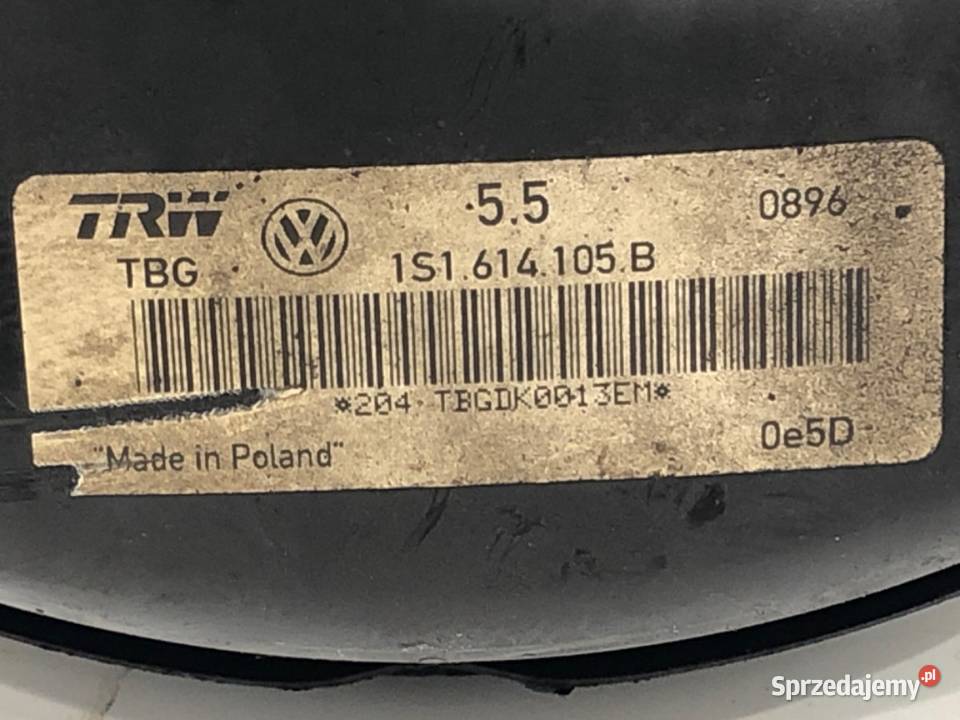 TRW 5.5 0896
TBG 1S1.614.105.B
*204 TBGDK0013EM*
"Made in Poland" 0e5D
Sprzedajemy.pl